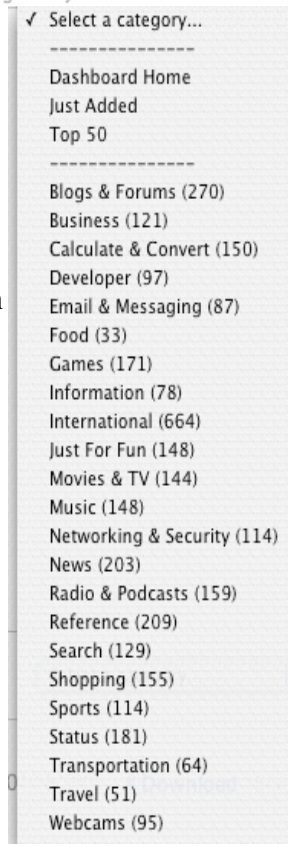 ✓ Select a category...
---------------
Dashboard Home
Just Added
Top 50
---------------
Blogs & Forums (270)
Business (121)
Calculate & Convert (150)
Developer (97)
Email & Messaging (87)
Food (33)
Games (171)
Information (78)
International (664)
Just For Fun (148)
Movies & TV (144)
Music (148)
Networking & Security (114)
News (203)
Radio & Podcasts (159)
Reference (209)
Search (129)
Shopping (155)
Sports (114)
Status (181)
Transportation (64)
Travel (51)
Webcams (95)